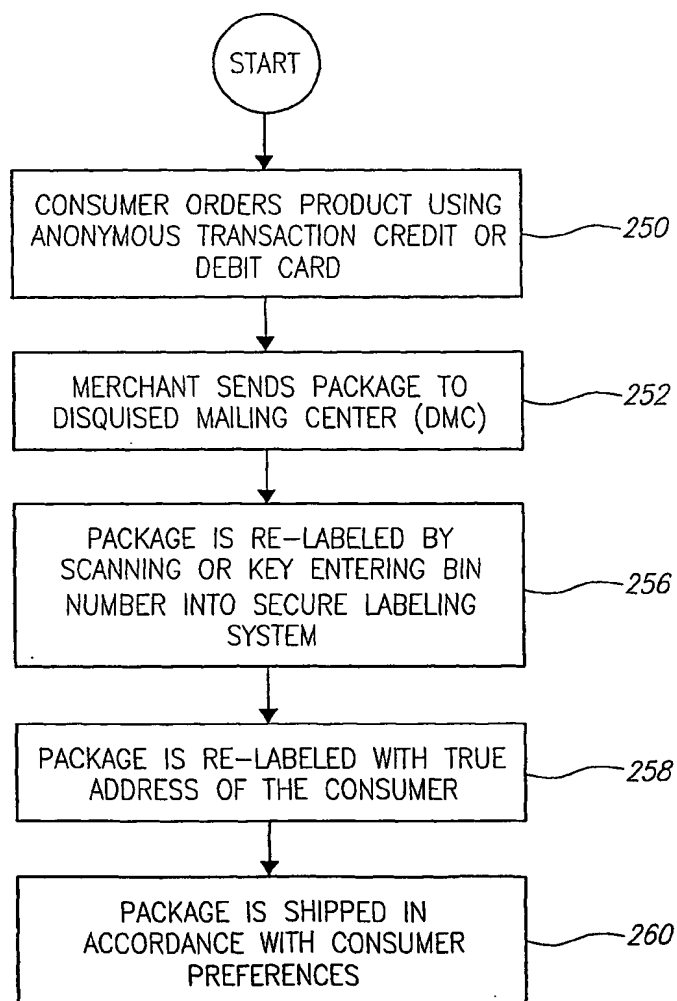 START
CONSUMER ORDERS PRODUCT USING
ANONYMOUS TRANSACTION CREDIT OR
DEBIT CARD
250
MERCHANT SENDS PACKAGE TO
DISQUISED MAILING CENTER (DMC)
252
PACKAGE IS RE-LABELED BY
SCANNING OR KEY ENTERING BIN
NUMBER INTO SECURE LABELING
SYSTEM
256
PACKAGE IS RE-LABELED WITH TRUE
ADDRESS OF THE CONSUMER
258
PACKAGE IS SHIPPED IN
ACCORDANCE WITH CONSUMER
PREFERENCES
260